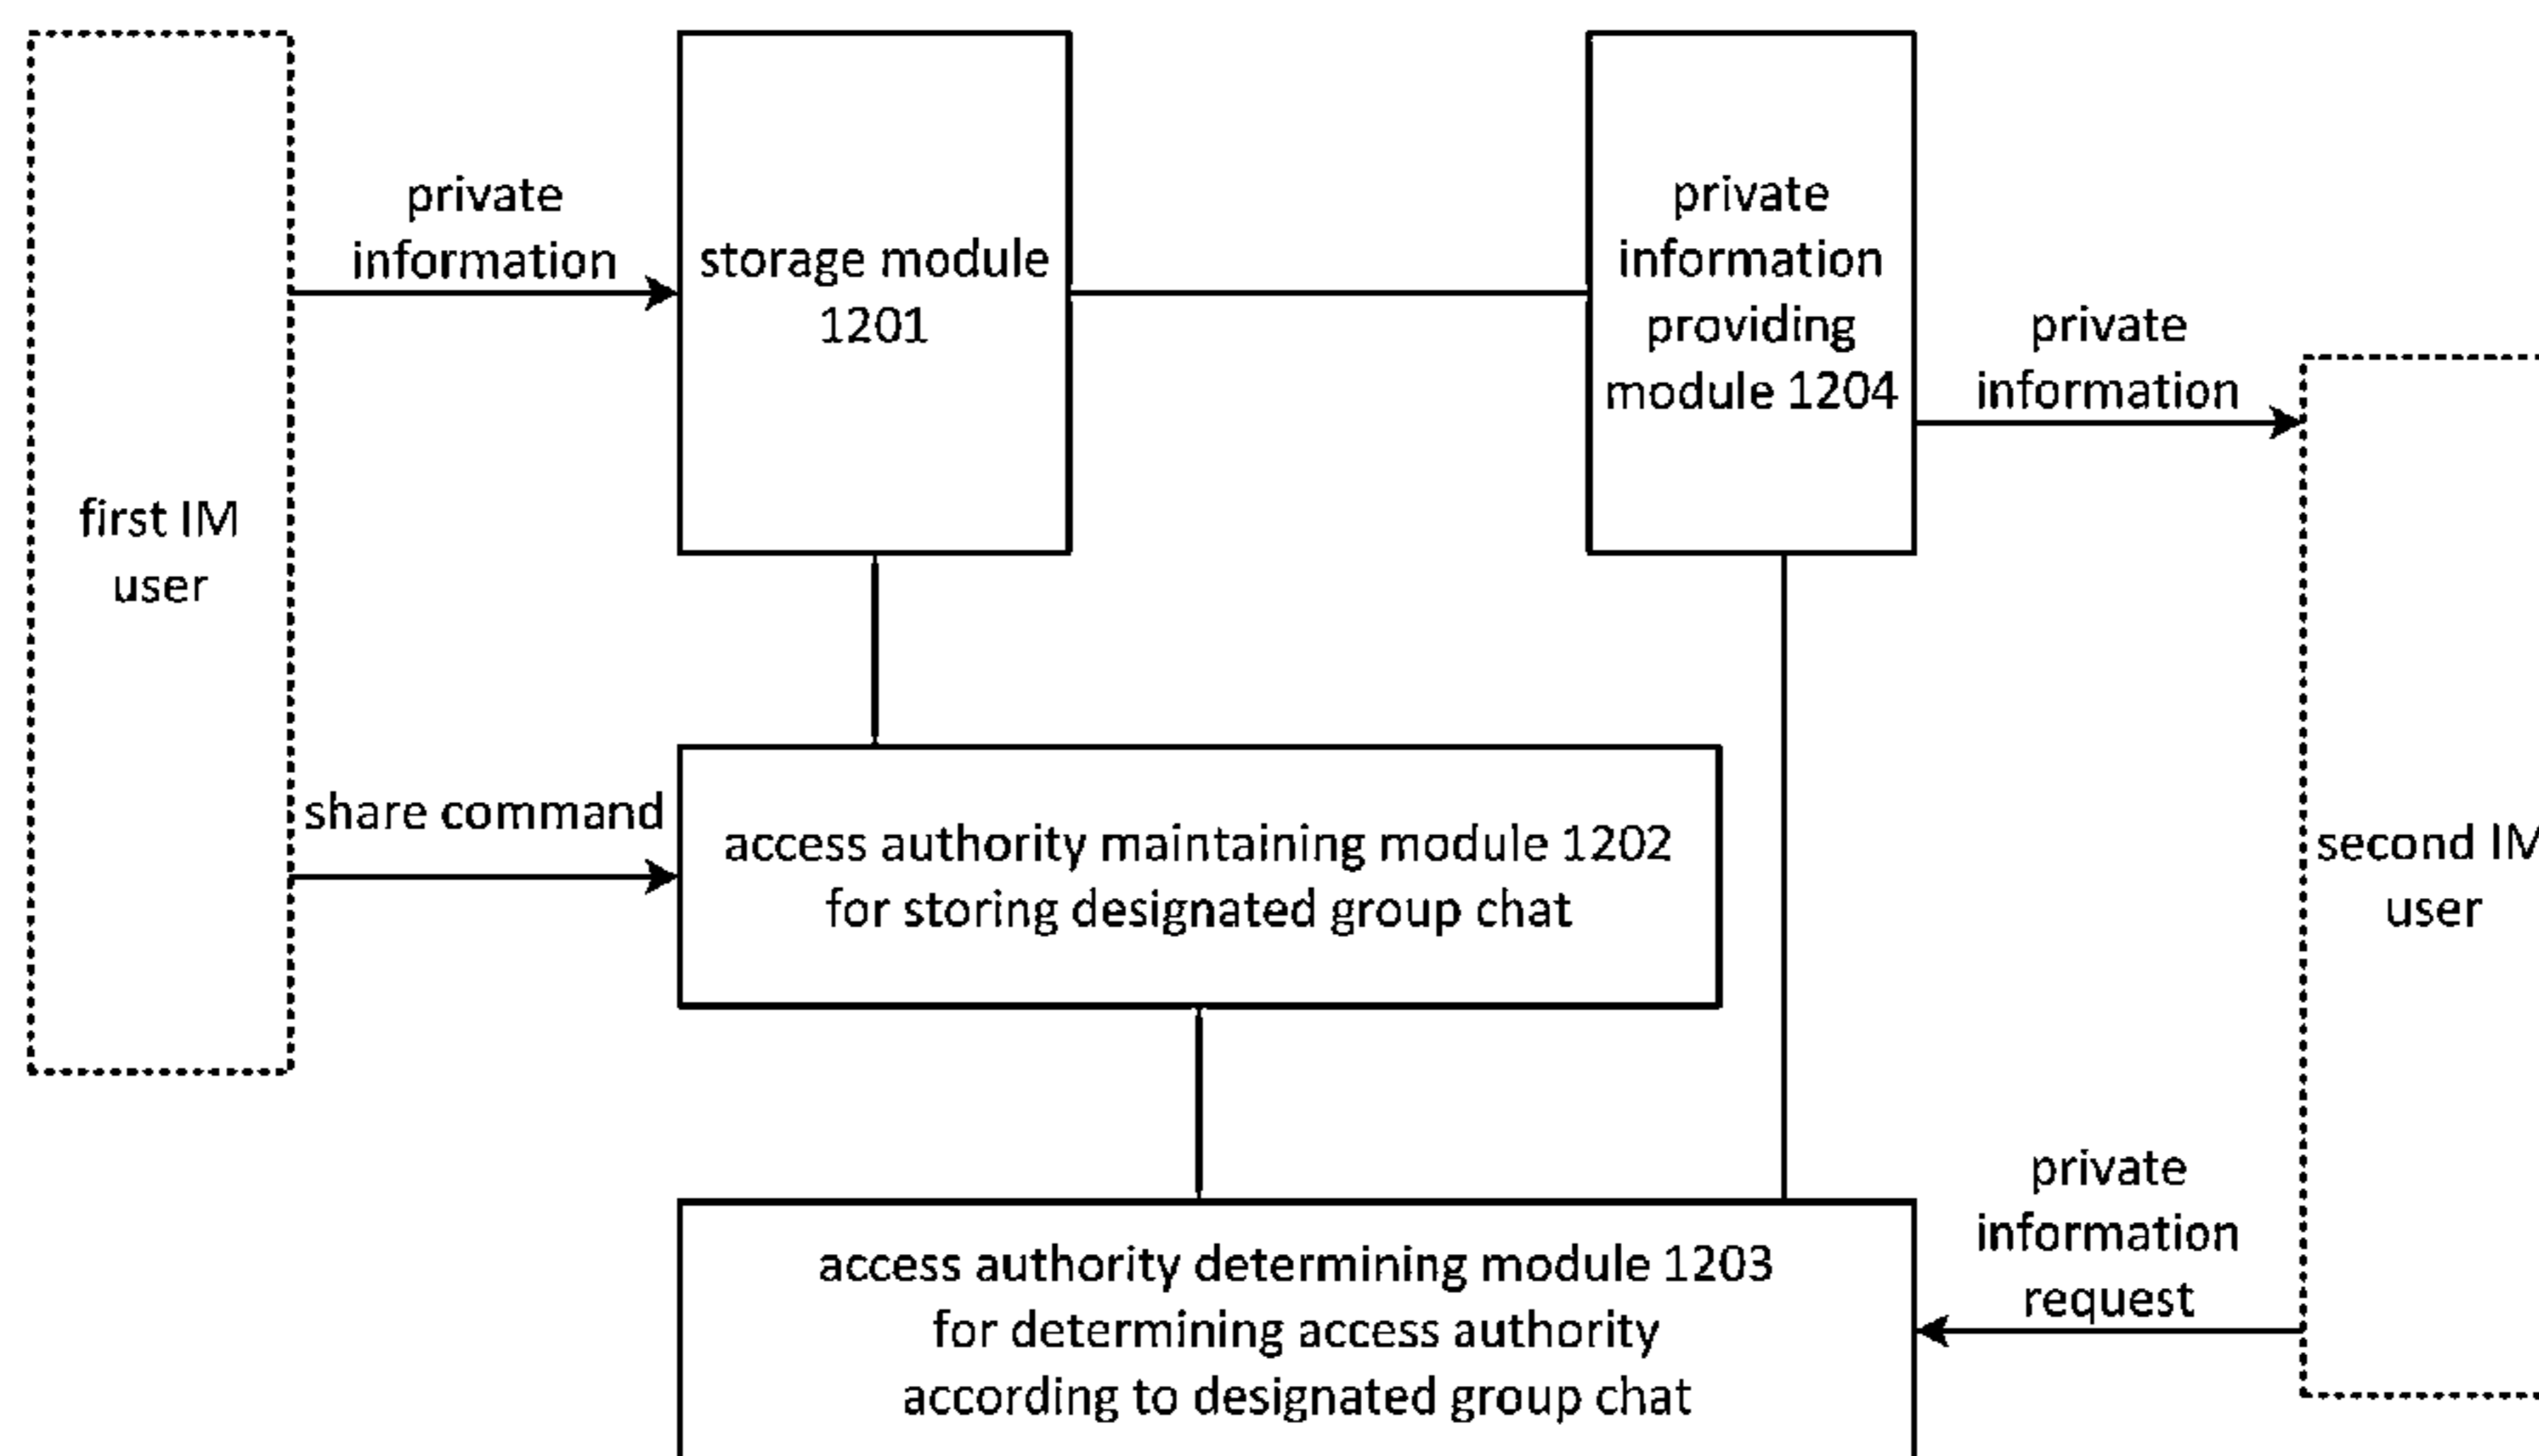 private
information
storage module
1201
private
information
providing
module 1204
private
information
first IM
user
share command
access authority maintaining module 1202
for storing designated group chat
second IM
user
private
information
request
access authority determining module 1203
for determining access authority
according to designated group chat